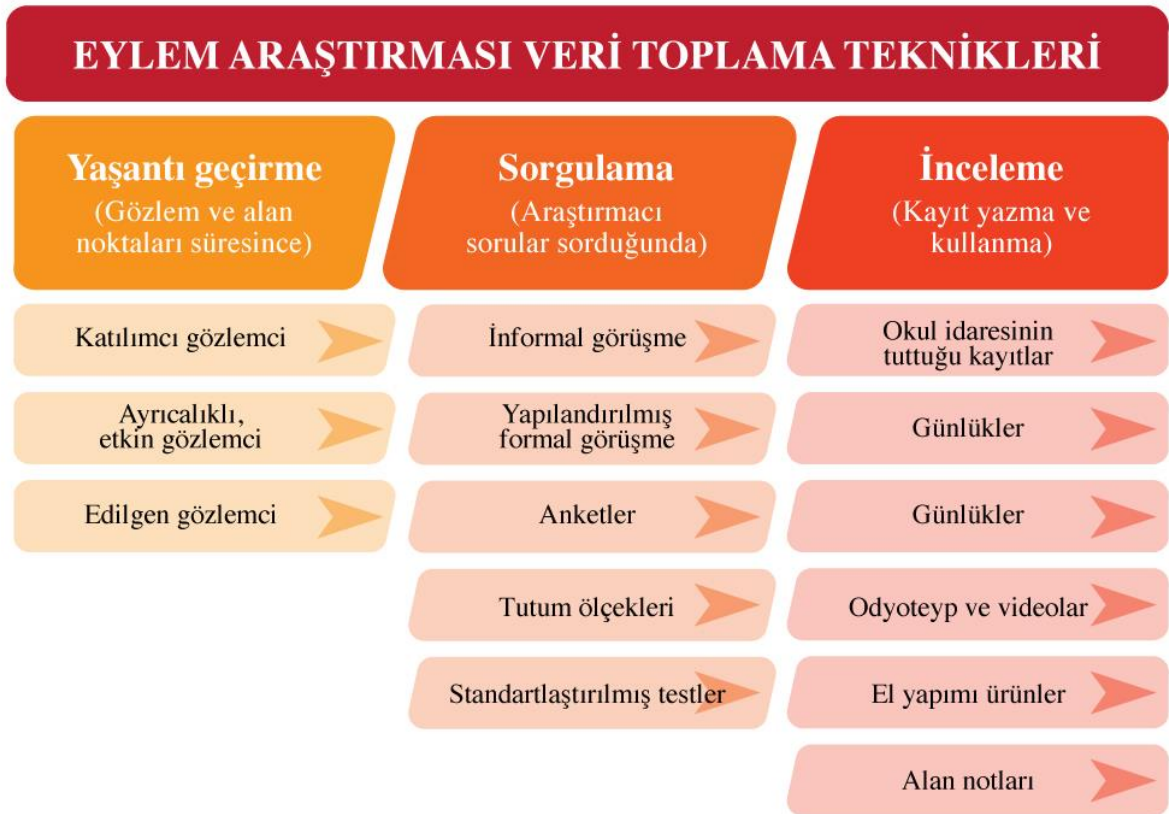 EYLEM ARAŞTIRMASI VERİ TOPLAMA TEKNİKLERİ
Yaşantı geçirme
(Gözlem ve alan
noktaları süresince)
Katılımcı gözlemci
Ayrıcalıklı,
etkin gözlemci
Edilgen gözlemci
Sorgulama
(Araştırmacı
sorular sorduğunda)
İnformal görüşme
Yapılandırılmış
formal görüşme
Anketler
Tutum ölçekleri
Standartlaştırılmış testler
İnceleme
(Kayıt yazma ve
kullanma)
Okul idaresinin
tuttuğu kayıtlar
Günlükler
Günlükler
Odyoteyp ve videolar
El yapımı ürünler
Alan notları